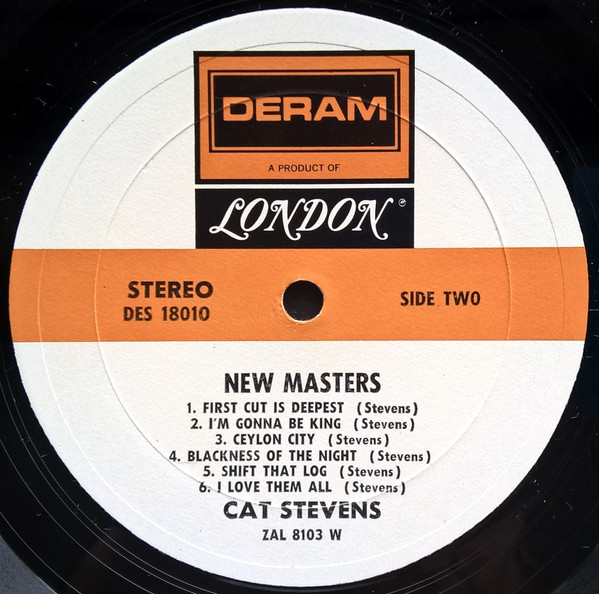 DERAM
A PRODUCT OF
LONDON®
STEREO
DES 18010
SIDE TWO
NEW MASTERS
1. FIRST CUT IS DEEPEST (Stevens)
2. I'M GONNA BE KING (Stevens)
3. CEYLON CITY (Stevens)
4. BLACKNESS OF THE NIGHT (Stevens)
5. SHIFT THAT LOG (Stevens)
6. I LOVE THEM ALL (Stevens)
CAT STEVENS
ZAL 8103 W